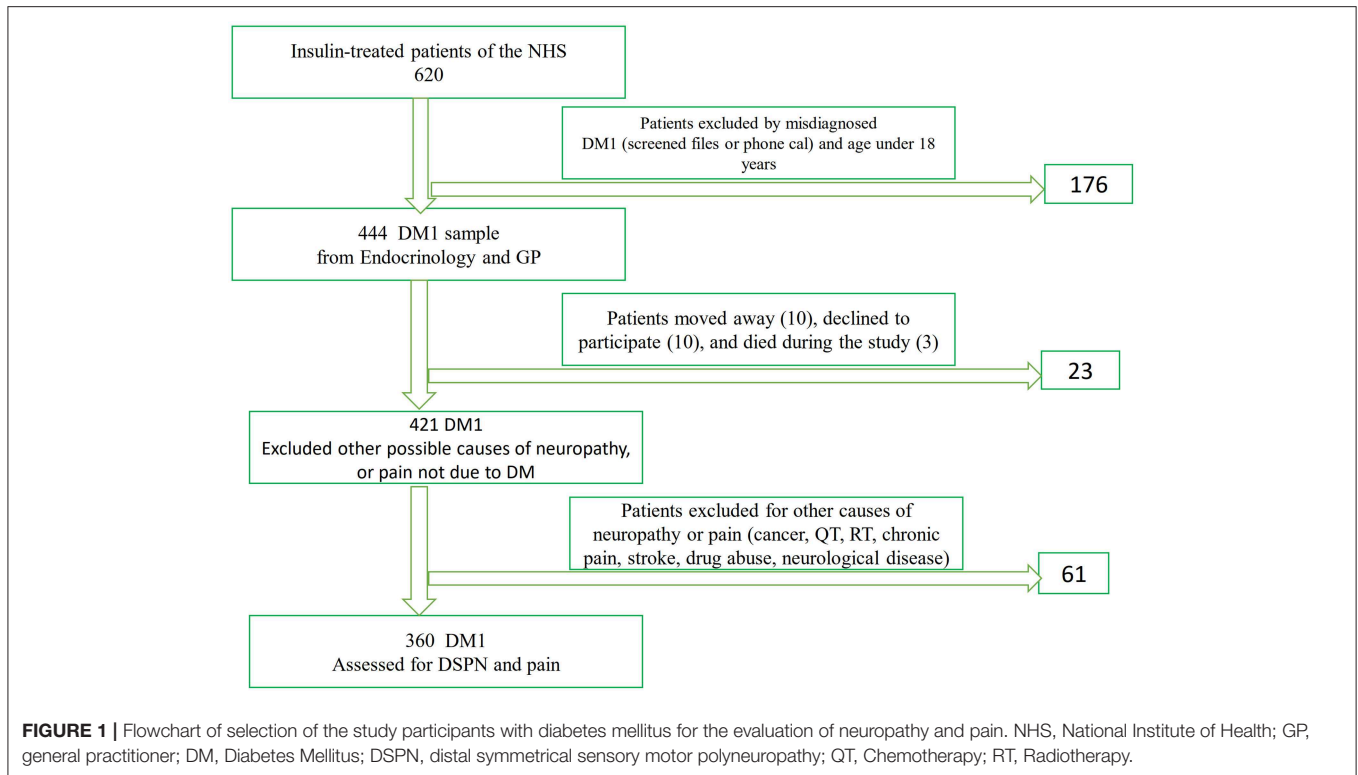 Insulin-treated patients of the NHS
620
Patients excluded by misdiagnosed
DM1 (screened files or phone cal) and age under 18
years
176
444 DM1 sample
from Endocrinology and GP
Patients moved away (10), declined to
participate (10), and died during the study (3)
23
421 DM1
Excluded other possible causes of neuropathy,
or pain not due to DM
Patients excluded for other causes of
neuropathy or pain (cancer, QT, RT, chronic
pain, stroke, drug abuse, neurological disease)
61
360 DM1
Assessed for DSPN and pain
FIGURE 1 | Flowchart of selection of the study participants with diabetes mellitus for the evaluation of neuropathy and pain. NHS, National Institute of Health; GP,
general practitioner; DM, Diabetes Mellitus; DSPN, distal symmetrical sensory motor polyneuropathy; QT, Chemotherapy; RT, Radiotherapy.